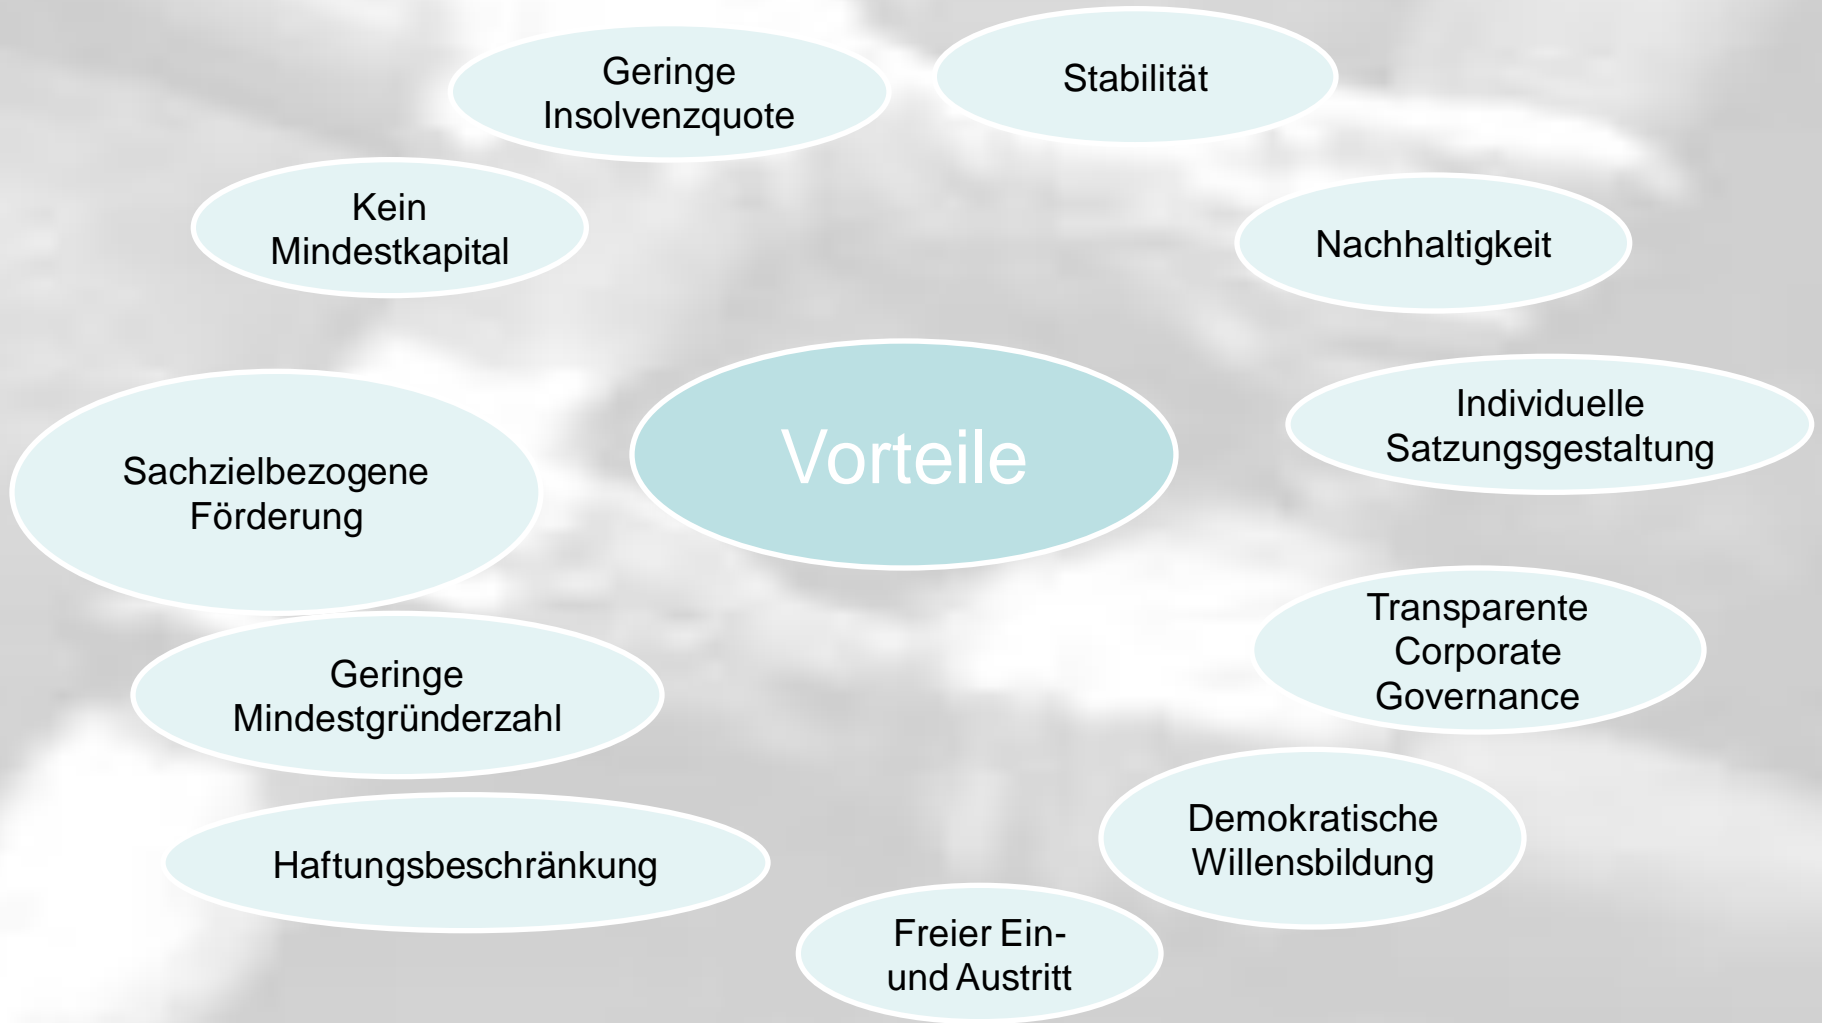 Geringe
Insolvenzquote
Stabilität
Kein
Mindestkapital
Nachhaltigkeit
Vorteile
Individuelle
Satzungsgestaltung
Sachzielbezogene
Förderung
Transparente
Corporate
Governance
Geringe
Mindestgründerzahl
Demokratische
Willensbildung
Haftungsbeschränkung
Freier Ein-
und Austritt